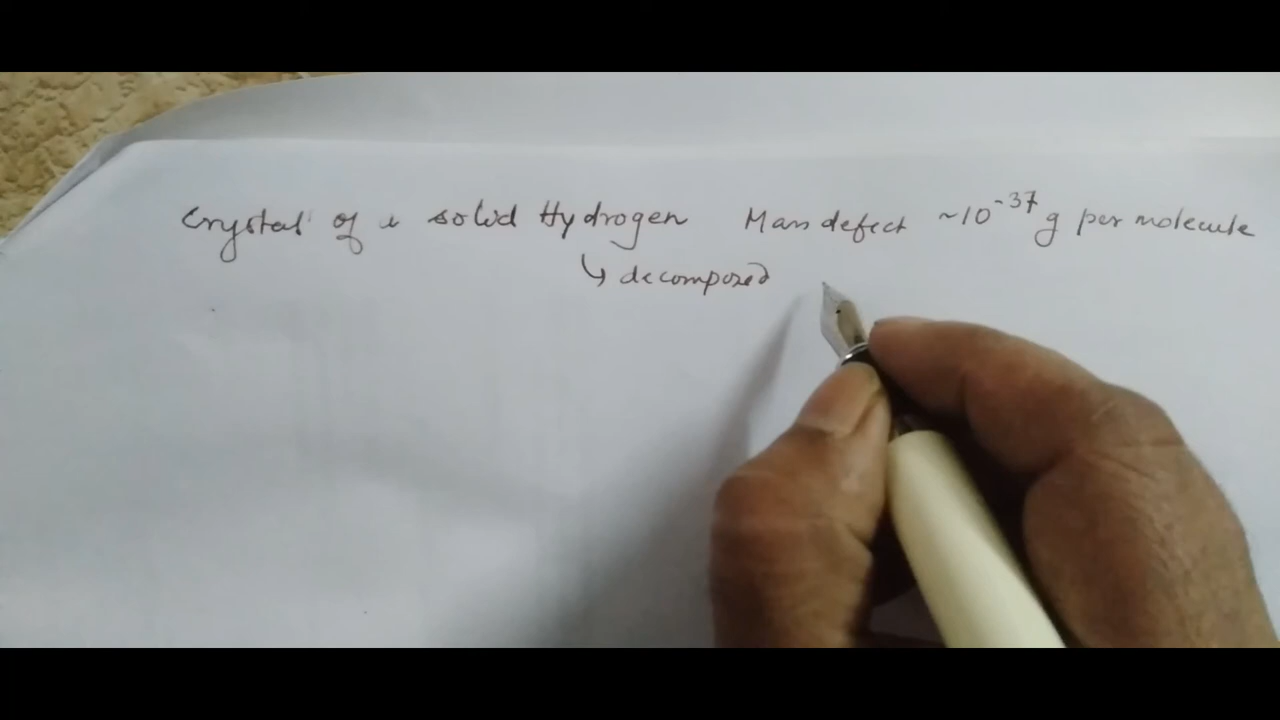 Crystal of a solid Hydrogen Mass defect ~10⁻³⁷ g per molecule
↳ decomposed